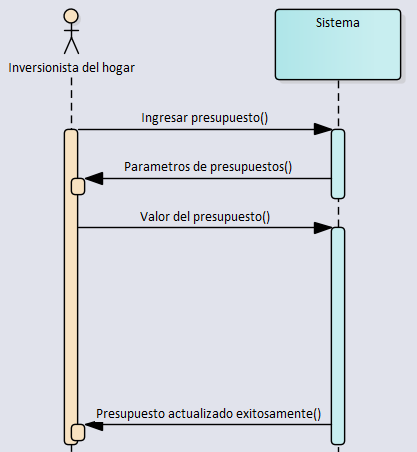 Sistema
Inversionista del hogar
Ingresar presupuesto()
Parametros de presupuestos()
Valor del presupuesto()
Presupuesto actualizado exitosamente()